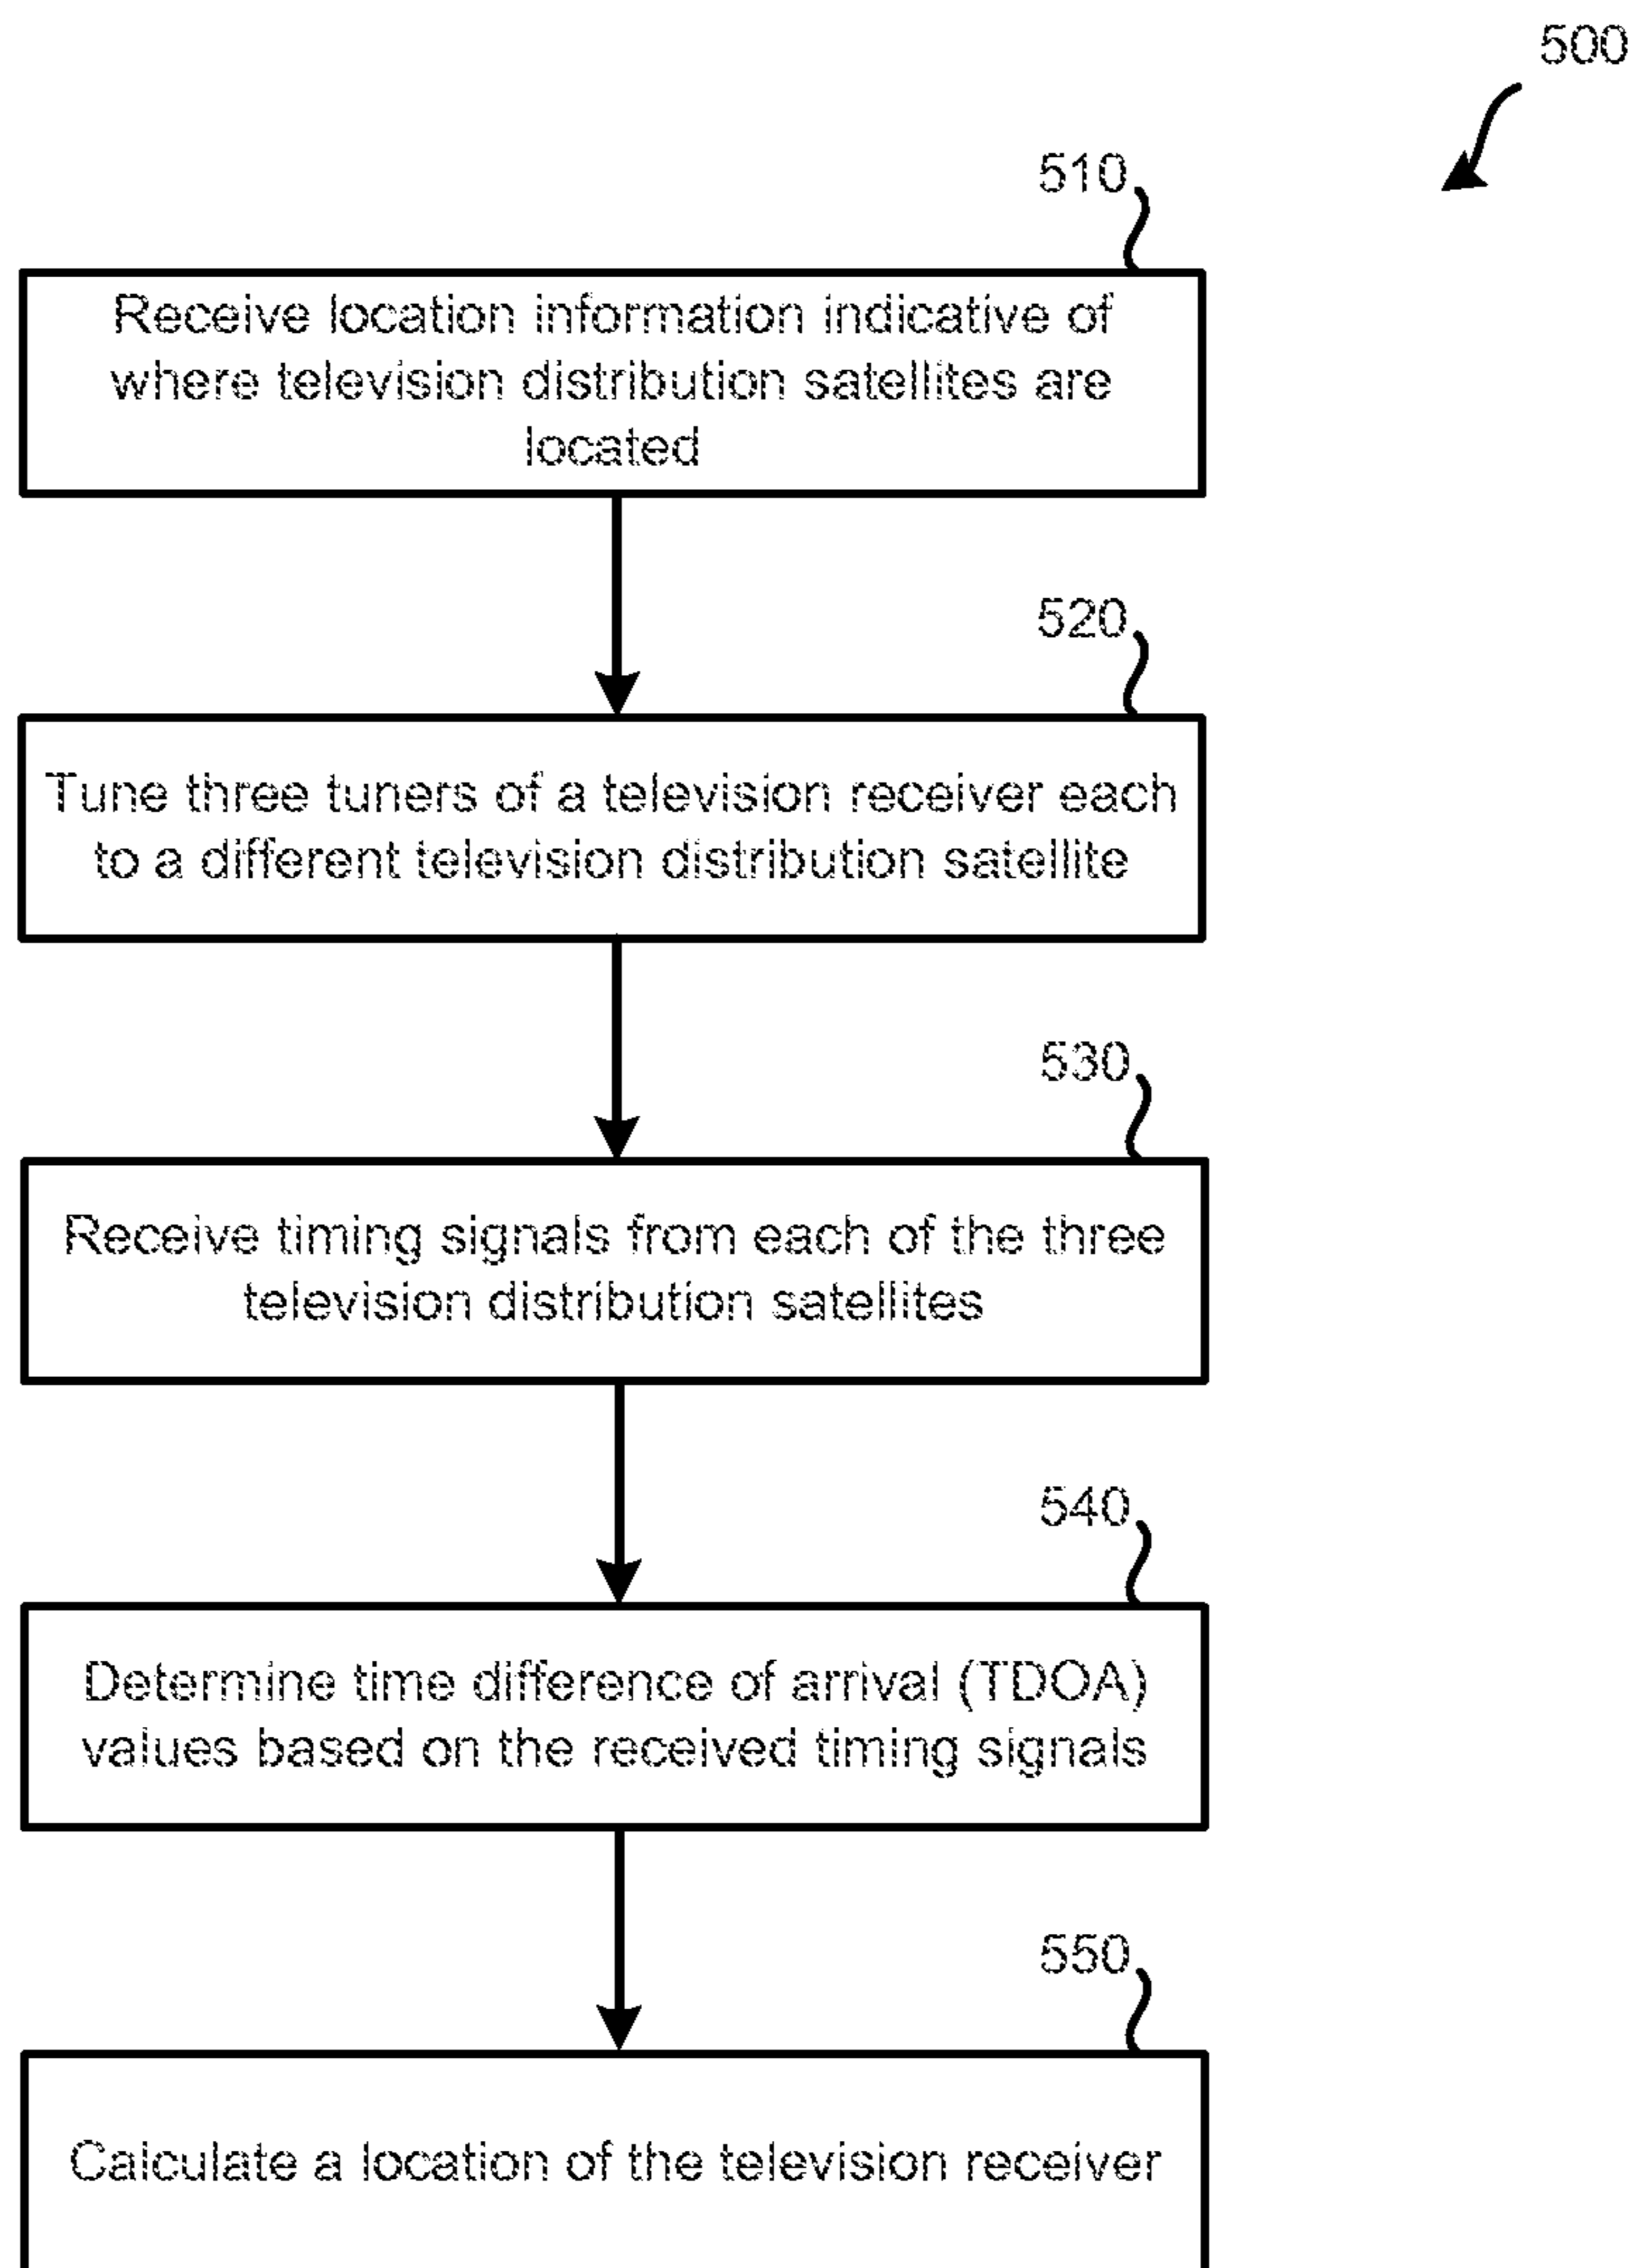 500
510
Receive location information indicative of
where television distribution satellites are
located
520
Tune three tuners of a television receiver each
to a different television distribution satellite
530
Receive timing signals from each of the three
television distribution satellites
540
Determine time difference of arrival (TDOA)
values based on the received timing signals
550
Calculate a location of the television receiver